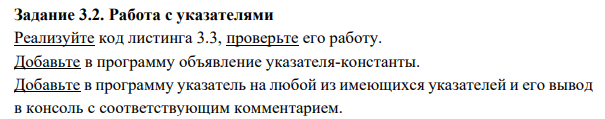 Задание 3.2. Работа с указателями
Реализуйте код листинга 3.3, проверьте его работу.
Добавьте в программу объявление указателя-константы.
Добавьте в программу указатель на любой из имеющихся указателей и его вывод
в консоль с соответствующим комментарием.